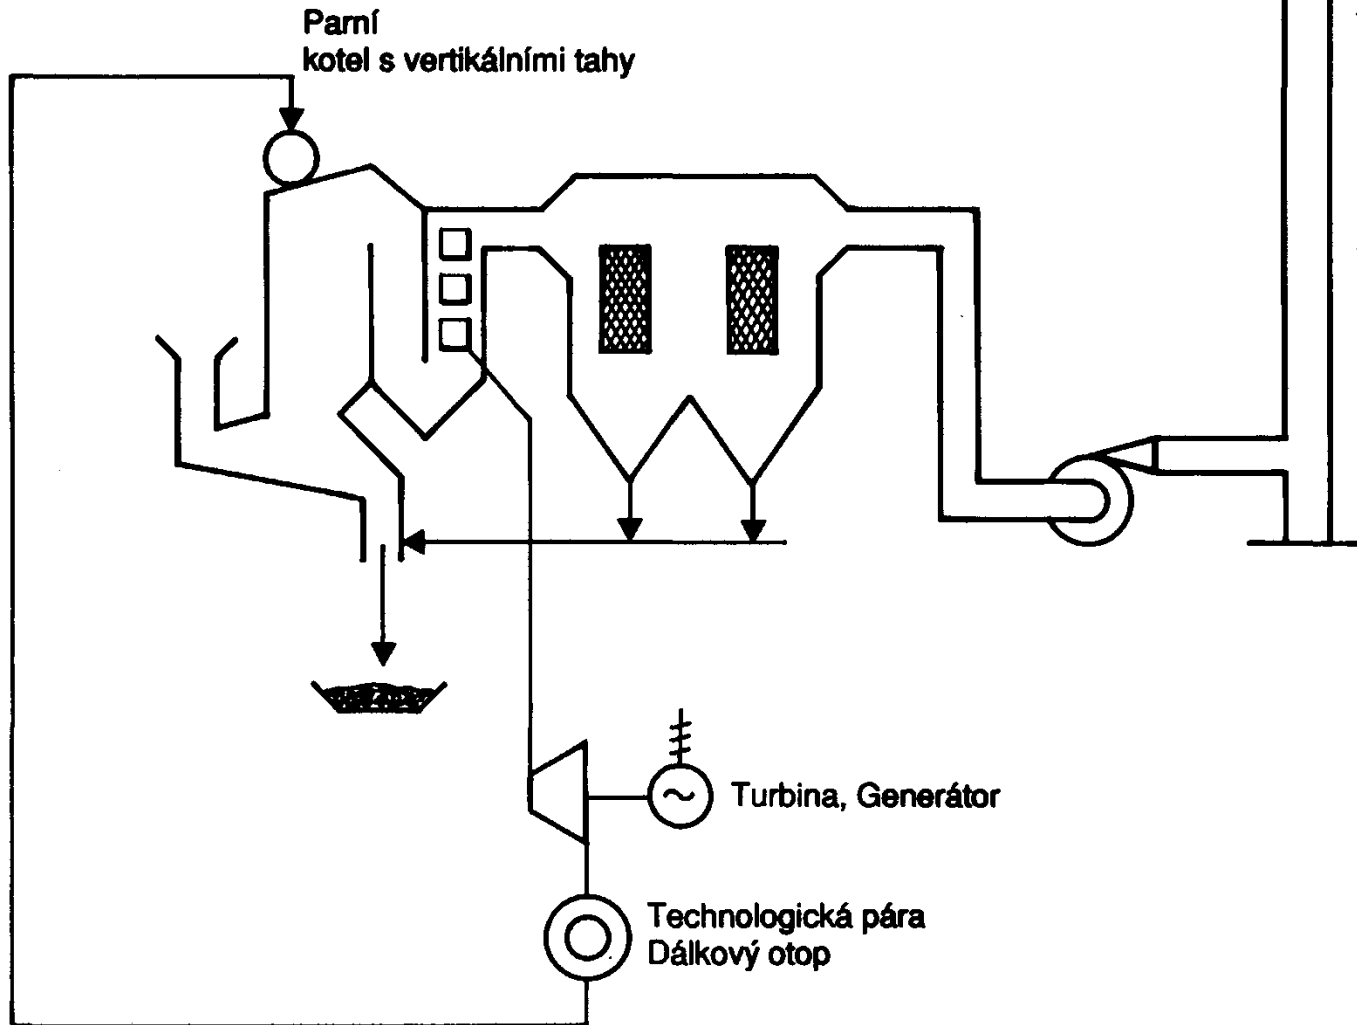 Parní
kotel s vertikálními tahy
Turbina, Generátor
Technologická pára
Dálkový otop